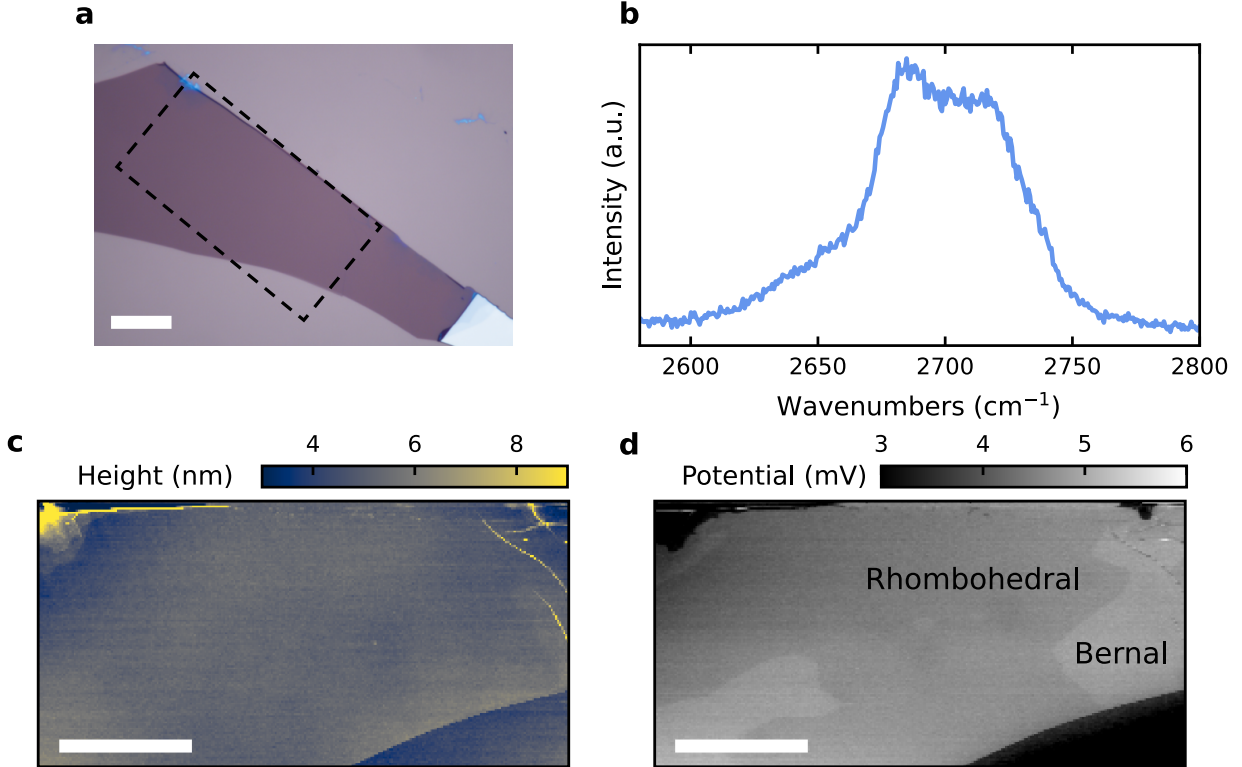 a
b
Intensity (a.u.)
2600 2650 2700 2750 2800
Wavenumbers (cm⁻¹)
c
4 6 8
Height (nm)
d
3 4 5 6
Potential (mV)
Rhombohedral
Bernal